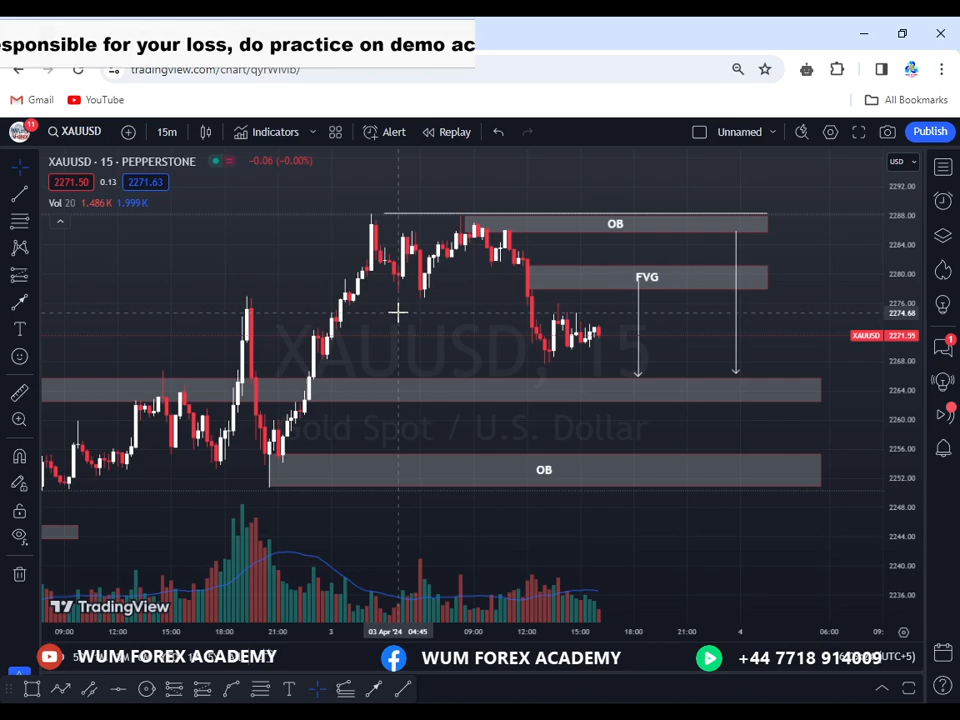 esponsible for your loss, do practice on demo ac
tradingview.com/chart/qyrWIvib/
Gmail YouTube All Bookmarks
11 XAUUSD 15m Indicators Alert Replay Unnamed Publish
XAUUSD · 15 · PEPPERSTONE −0.06 (−0.00%) USD
2271.50 0.13 2271.63
Vol 20 1.486K 1.999K
2292.00
2288.00
OB
2284.00
FVG
2280.00
2276.00
2274.68
XAUUSD 2271.55
XAUUSD, 15
2268.00
2264.00
2260.00
Gold Spot / U.S. Dollar
2256.00
OB
2252.00
2248.00
2244.00
2240.00
2236.00
TradingView
09:00 12:00 15:00 18:00 21:00 3 03 Apr '24 04:45 09:00 12:00 15:00 18:00 21:00 4 06:00 09:
WUM FOREX ACADEMY WUM FOREX ACADEMY +44 7718 914009 (UTC+5)